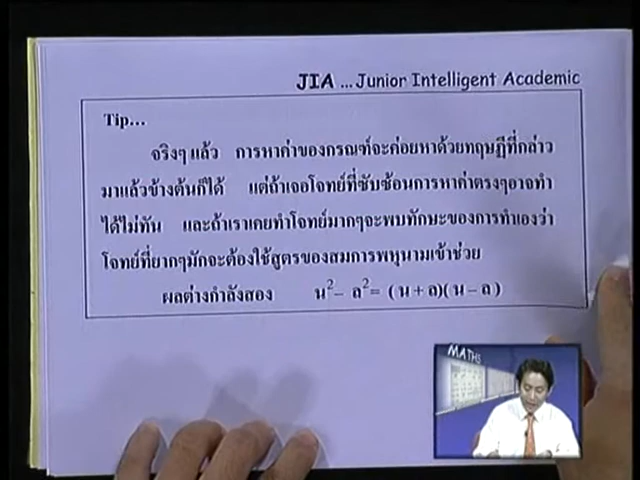 JIA ... Junior Intelligent Academic
Tip...
จริงๆ แล้ว การหาค่าของกรณฑ์จะค่อยหาด้วยทฤษฎีที่กล่าว
มาแล้วข้างต้นก็ได้ แต่ถ้าเจอโจทย์ที่ซับซ้อนการหาค่าตรงๆอาจทำ
ได้ไม่ทัน และถ้าเราเคยทำโจทย์มากๆจะพบทักษะของการทำเองว่า
โจทย์ที่ยากๆมักจะต้องใช้สูตรของสมการพหุนามเข้าช่วย
ผลต่างกำลังสอง น² – ล² = ( น + ล)( น – ล )
MATHS